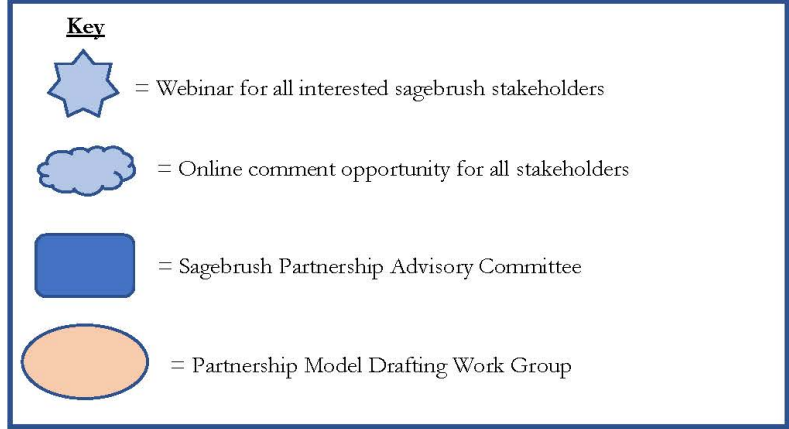 Key
= Webinar for all interested sagebrush stakeholders
= Online comment opportunity for all stakeholders
= Sagebrush Partnership Advisory Committee
= Partnership Model Drafting Work Group